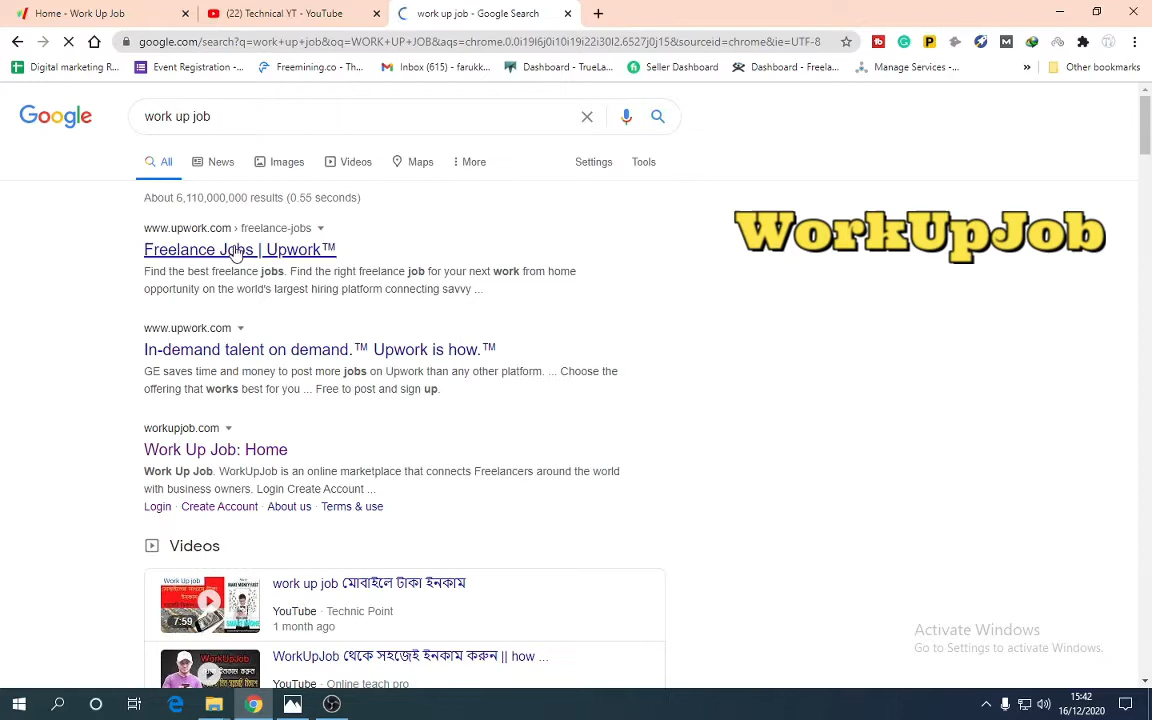 Home - Work Up Job
(22) Technical YT - YouTube
work up job - Google Search
google.com/search?q=work+up+job&oq=WORK+UP+JOB&aqs=chrome.0.0i19l6j0i10i19i22i30l2.6527j0j15&sourceid=chrome&ie=UTF-8
Digital marketing R...
Event Registration -...
Freemining.co - Th...
Inbox (615) - farukk...
Dashboard - TrueLa...
Seller Dashboard
Dashboard - Freela...
Manage Services -...
»
Other bookmarks
Google
work up job
All
News
Images
Videos
Maps
More
Settings
Tools
About 6,110,000,000 results (0.55 seconds)
www.upwork.com › freelance-jobs
Freelance Jobs | Upwork™
Find the best freelance jobs. Find the right freelance job for your next work from home
opportunity on the world's largest hiring platform connecting savvy ...
WorkUpJob
www.upwork.com
In-demand talent on demand.™ Upwork is how.™
GE saves time and money to post more jobs on Upwork than any other platform. ... Choose the
offering that works best for you ... Free to post and sign up.
workupjob.com
Work Up Job: Home
Work Up Job. WorkUpJob is an online marketplace that connects Freelancers around the world
with business owners. Login Create Account ...
Login · Create Account · About us · Terms & use
Videos
Work Up job
7:59
work up job মোবাইলে টাকা ইনকাম
YouTube · Technic Point
1 month ago
WorkUpJob
WorkUpJob থেকে সহজেই ইনকাম করুন || how ...
YouTube · Online teach pro
Activate Windows
Go to Settings to activate Windows.
15:42
16/12/2020